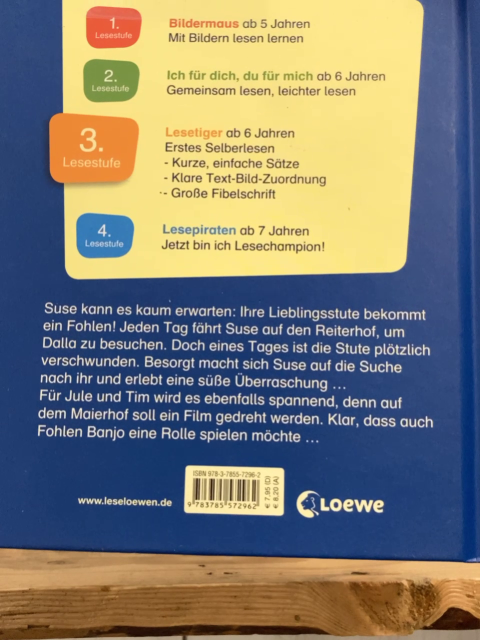 1.
Lesestufe
Bildermaus ab 5 Jahren
Mit Bildern lesen lernen
2.
Lesestufe
Ich für dich, du für mich ab 6 Jahren
Gemeinsam lesen, leichter lesen
3.
Lesestufe
Lesetiger ab 6 Jahren
Erstes Selberlesen
- Kurze, einfache Sätze
- Klare Text-Bild-Zuordnung
- Große Fibelschrift
4.
Lesestufe
Lesepiraten ab 7 Jahren
Jetzt bin ich Lesechampion!
Suse kann es kaum erwarten: Ihre Lieblingsstute bekommt
ein Fohlen! Jeden Tag fährt Suse auf den Reiterhof, um
Dalla zu besuchen. Doch eines Tages ist die Stute plötzlich
verschwunden. Besorgt macht sich Suse auf die Suche
nach ihr und erlebt eine süße Überraschung ...
Für Jule und Tim wird es ebenfalls spannend, denn auf
dem Maierhof soll ein Film gedreht werden. Klar, dass auch
Fohlen Banjo eine Rolle spielen möchte ...
www.leseloewen.de
ISBN 978-3-7855-7296-2
9783785572962
€ 7,95 (D)
€ 8,20 (A)
Loewe